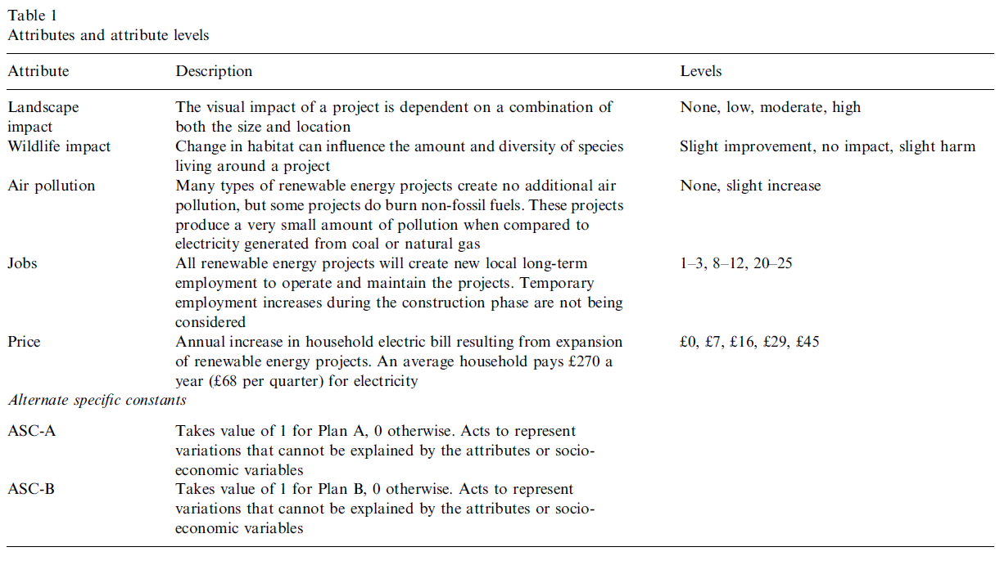 Table 1
Attributes and attribute levels
Attribute Description Levels
Landscape The visual impact of a project is dependent on a combination of None, low, moderate, high
impact both the size and location
Wildlife impact Change in habitat can influence the amount and diversity of species Slight improvement, no impact, slight harm
living around a project
Air pollution Many types of renewable energy projects create no additional air None, slight increase
pollution, but some projects do burn non-fossil fuels. These projects
produce a very small amount of pollution when compared to
electricity generated from coal or natural gas
Jobs All renewable energy projects will create new local long-term 1–3, 8–12, 20–25
employment to operate and maintain the projects. Temporary
employment increases during the construction phase are not being
considered
Price Annual increase in household electric bill resulting from expansion £0, £7, £16, £29, £45
of renewable energy projects. An average household pays £270 a
year (£68 per quarter) for electricity
Alternate specific constants
ASC-A Takes value of 1 for Plan A, 0 otherwise. Acts to represent
variations that cannot be explained by the attributes or socio-
economic variables
ASC-B Takes value of 1 for Plan B, 0 otherwise. Acts to represent
variations that cannot be explained by the attributes or socio-
economic variables